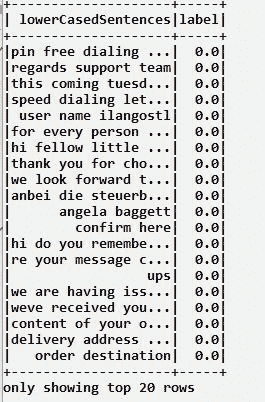 +--------------------+-----+
| lowerCasedSentences|label|
+--------------------+-----+
|pin free dialing ...| 0.0|
|regards support team| 0.0|
|this coming tuesd...| 0.0|
|speed dialing let...| 0.0|
| user name ilangostl| 0.0|
|for every person ...| 0.0|
|hi fellow little ...| 0.0|
|thank you for cho...| 0.0|
|we look forward t...| 0.0|
|anbei die steuerb...| 0.0|
| angela baggett| 0.0|
| confirm here| 0.0|
|hi do you remembe...| 0.0|
|re your message c...| 0.0|
| ups| 0.0|
|we are having iss...| 0.0|
|weve received you...| 0.0|
|content of your o...| 0.0|
|delivery address ...| 0.0|
| order destination| 0.0|
+--------------------+-----+
only showing top 20 rows